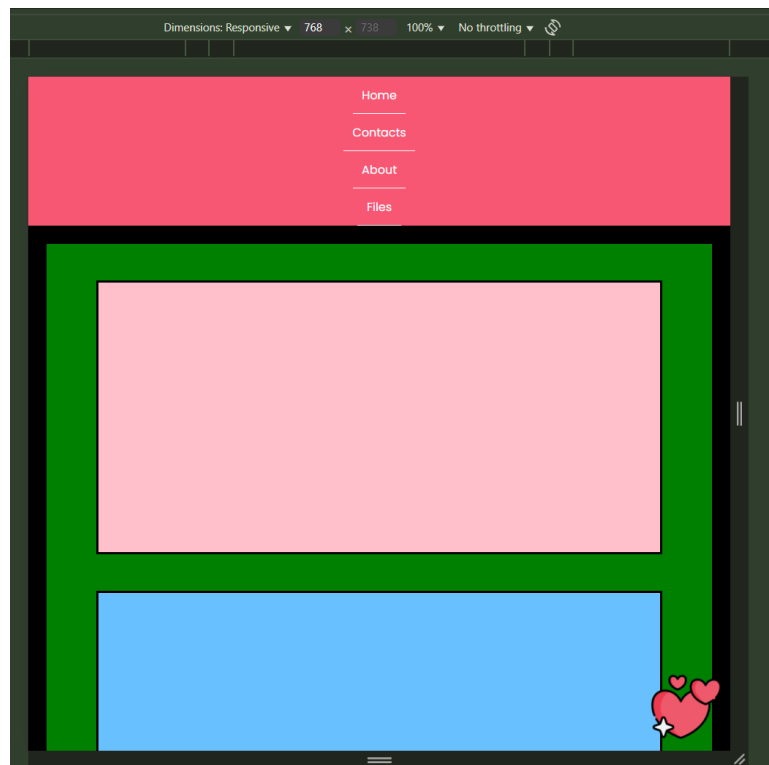 Dimensions: Responsive 768 × 738 100% No throttling
Home
Contacts
About
Files